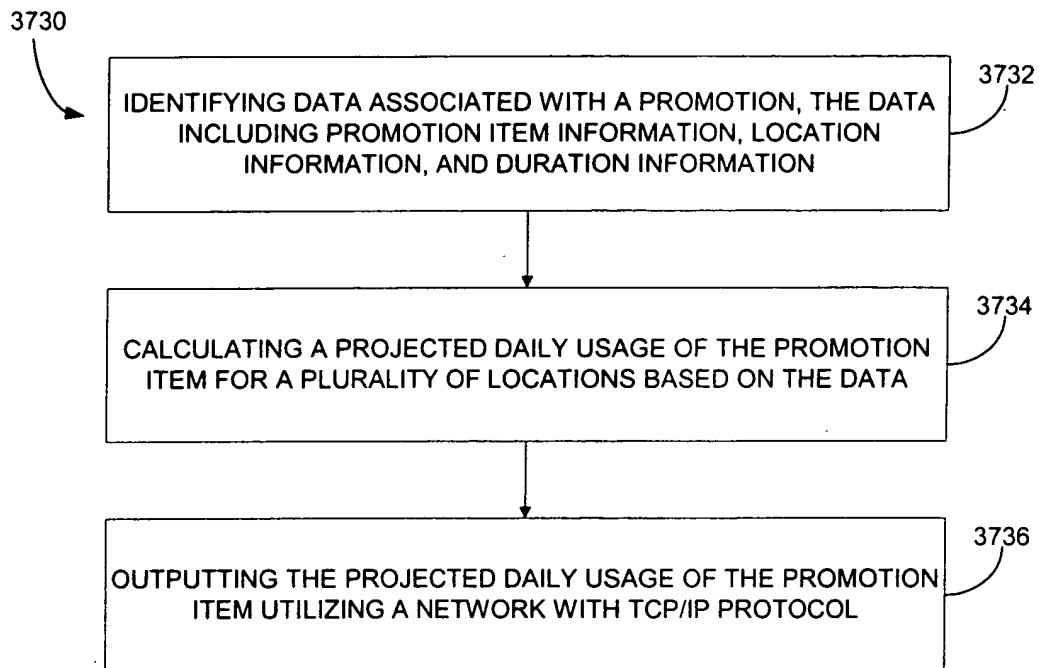 3730
3732
IDENTIFYING DATA ASSOCIATED WITH A PROMOTION, THE DATA
INCLUDING PROMOTION ITEM INFORMATION, LOCATION
INFORMATION, AND DURATION INFORMATION
3734
CALCULATING A PROJECTED DAILY USAGE OF THE PROMOTION
ITEM FOR A PLURALITY OF LOCATIONS BASED ON THE DATA
3736
OUTPUTTING THE PROJECTED DAILY USAGE OF THE PROMOTION
ITEM UTILIZING A NETWORK WITH TCP/IP PROTOCOL